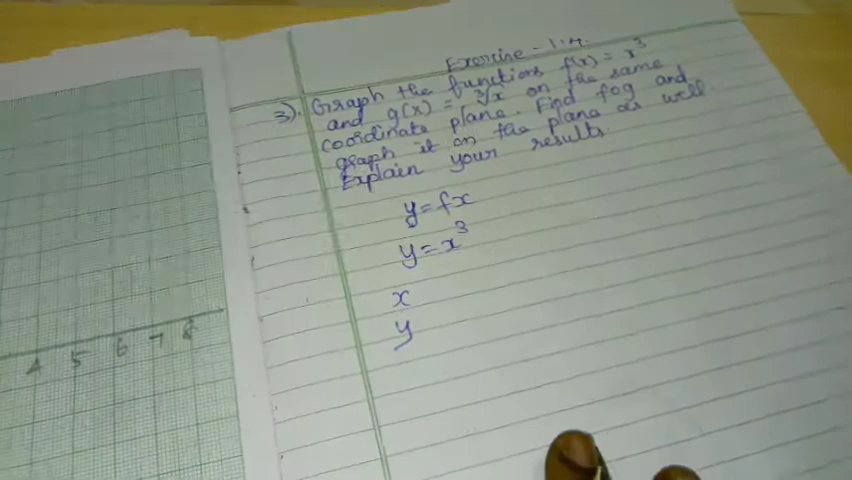 Exercise - 1.4.
3). Graph the functions f(x) = x³
and g(x) = ∛x on the same
coordinate plane. Find fog and
graph it on the plane as well
Explain your results.
y = fx
y = x³
x
y
4 5 6 7 8